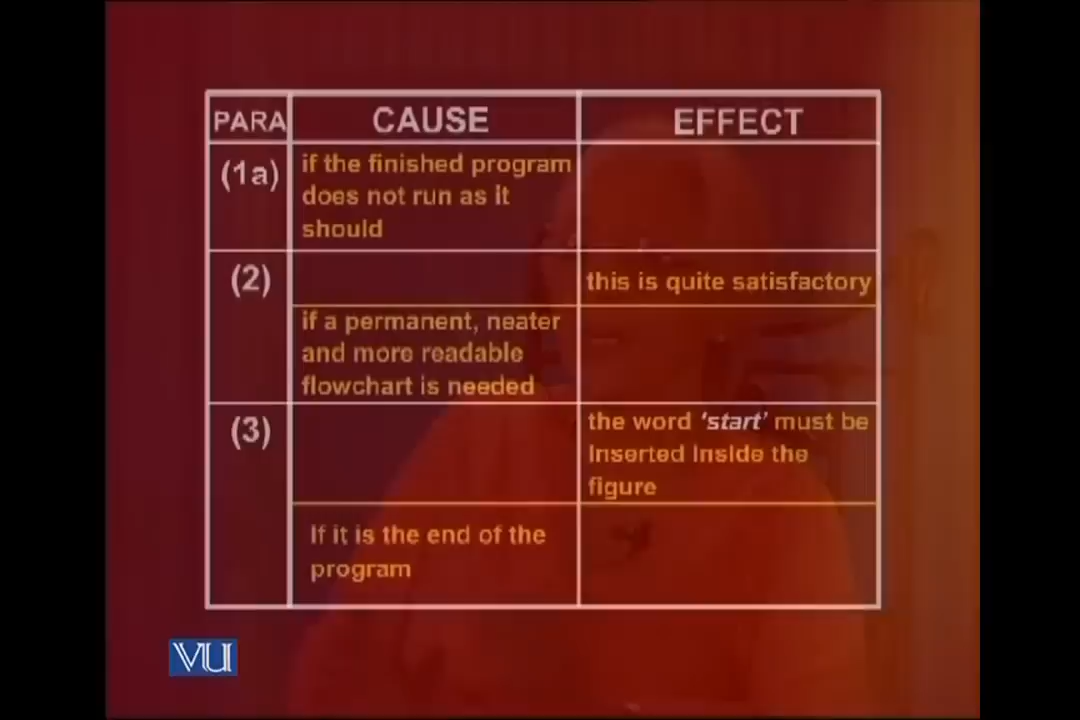 PARA CAUSE EFFECT
(1a) if the finished program
does not run as it
should
(2) this is quite satisfactory
if a permanent, neater
and more readable
flowchart is needed
(3) the word ‘start’ must be
inserted inside the
figure
If it is the end of the
program
VU